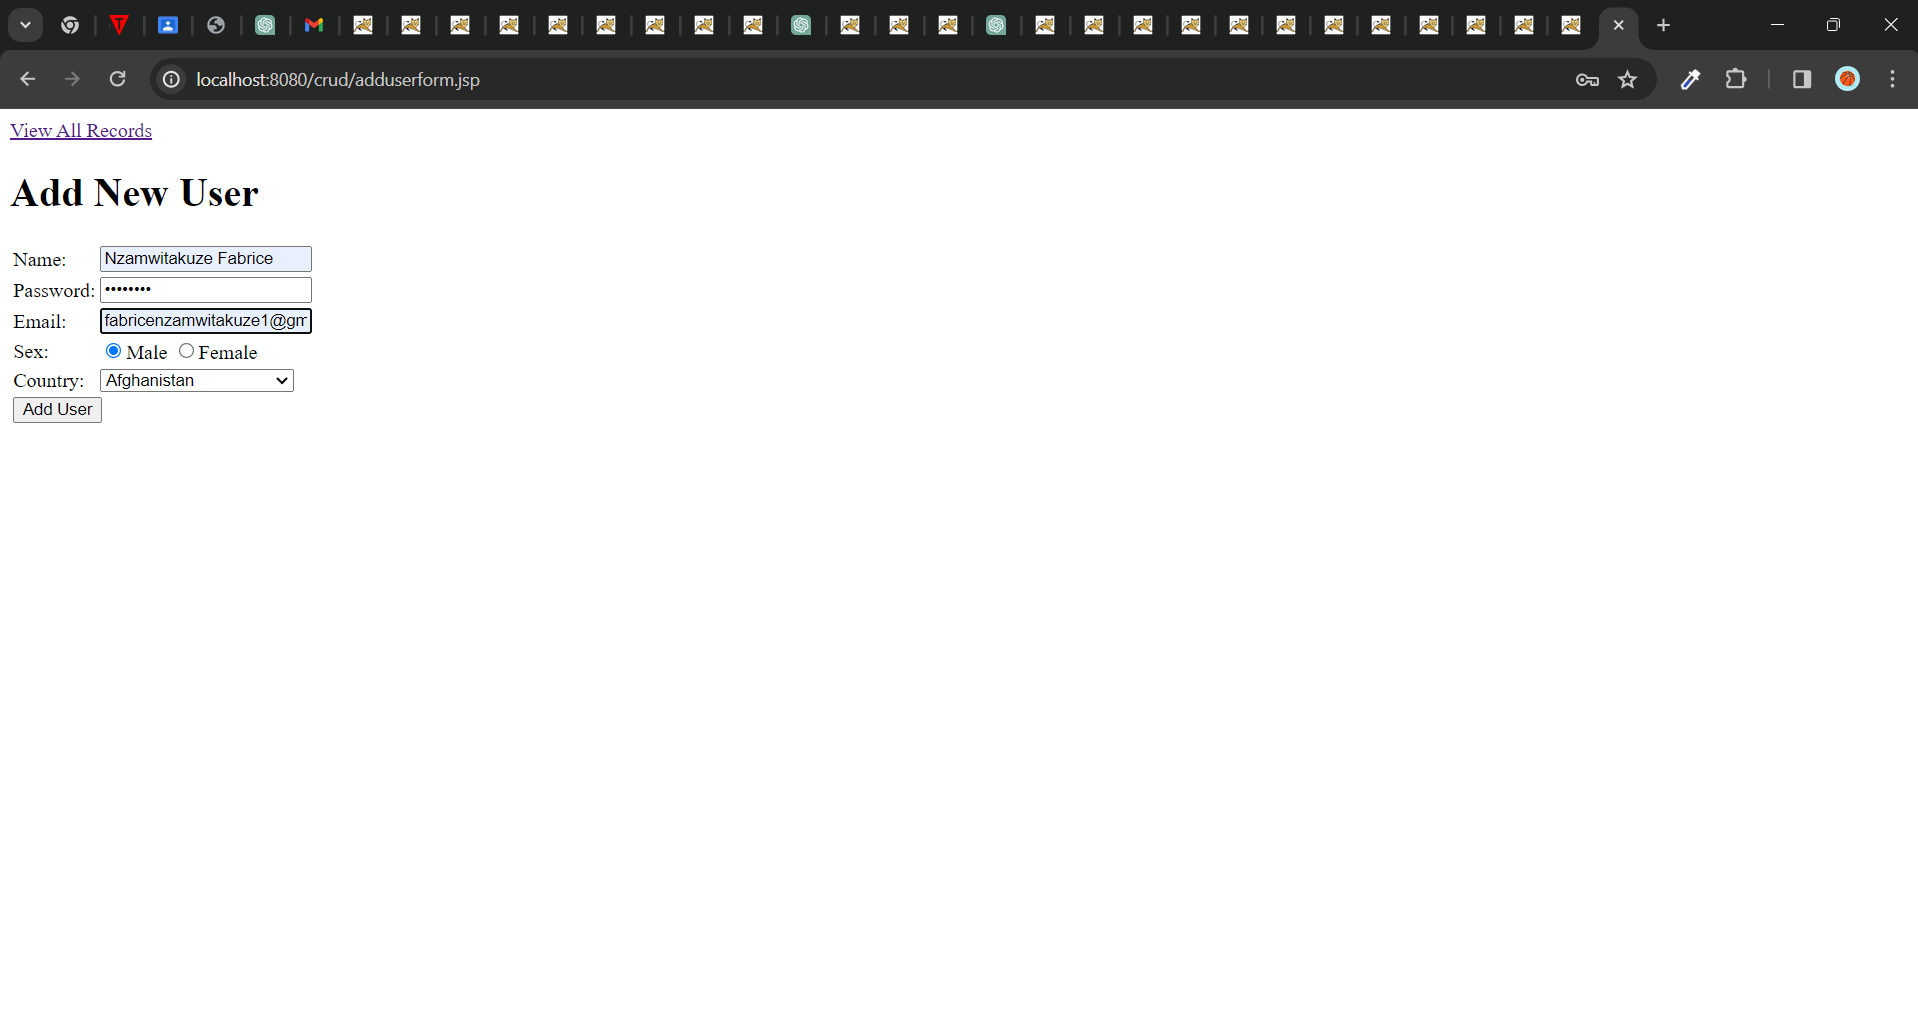 localhost:8080/crud/adduserform.jsp
View All Records
Add New User
Name: Nzamwitakuze Fabrice
Password: ••••••••
Email: fabricenzamwitakuze1@gm
Sex: Male Female
Country: Afghanistan
Add User